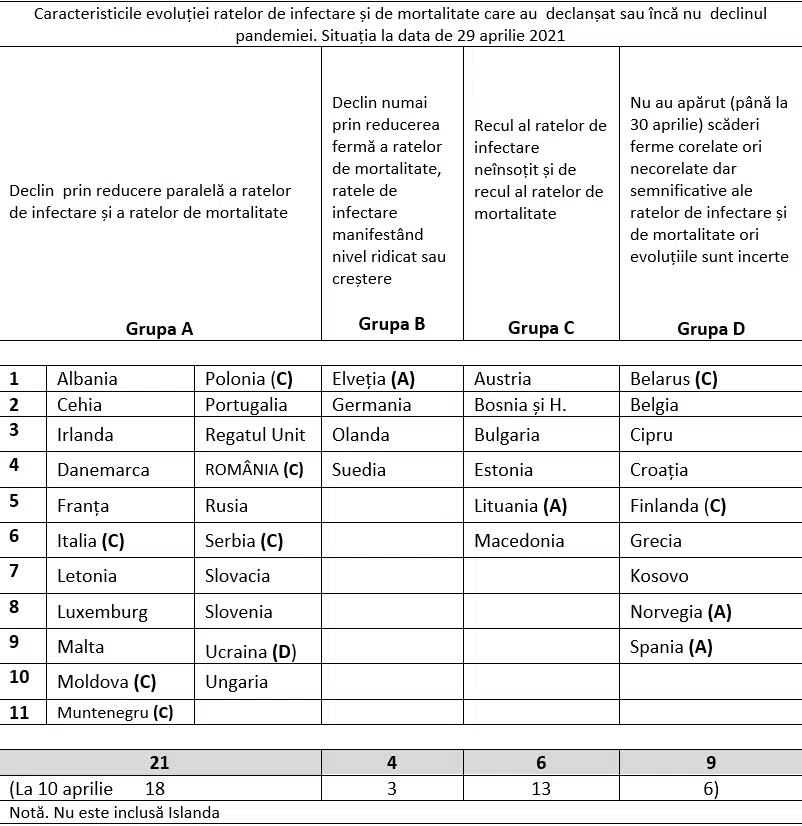 Caracteristicile evoluției ratelor de infectare și de mortalitate care au declanșat sau încă nu declinul
pandemiei. Situația la data de 29 aprilie 2021
Declin prin reducere paralelă a ratelor
de infectare și a ratelor de mortalitate
Grupa A
Declin numai
prin reducerea
fermă a ratelor
de mortalitate,
ratele de
infectare
manifestând
nivel ridicat sau
creștere
Grupa B
Recul al ratelor de
infectare
neînsoțit și de
recul al ratelor de
mortalitate
Grupa C
Nu au apărut (până la
30 aprilie) scăderi
ferme corelate ori
necorelate dar
semnificative ale
ratelor de infectare și
de mortalitate ori
evoluțiile sunt incerte
Grupa D
1 Albania Polonia (C) Elveția (A) Austria Belarus (C)
2 Cehia Portugalia Germania Bosnia și H. Belgia
3 Irlanda Regatul Unit Olanda Bulgaria Cipru
4 Danemarca ROMÂNIA (C) Suedia Estonia Croația
5 Franța Rusia Lituania (A) Finlanda (C)
6 Italia (C) Serbia (C) Macedonia Grecia
7 Letonia Slovacia Kosovo
8 Luxemburg Slovenia Norvegia (A)
9 Malta Ucraina (D) Spania (A)
10 Moldova (C) Ungaria
11 Muntenegru (C)
21 4 6 9
(La 10 aprilie 18 3 13 6)
Notă. Nu este inclusă Islanda